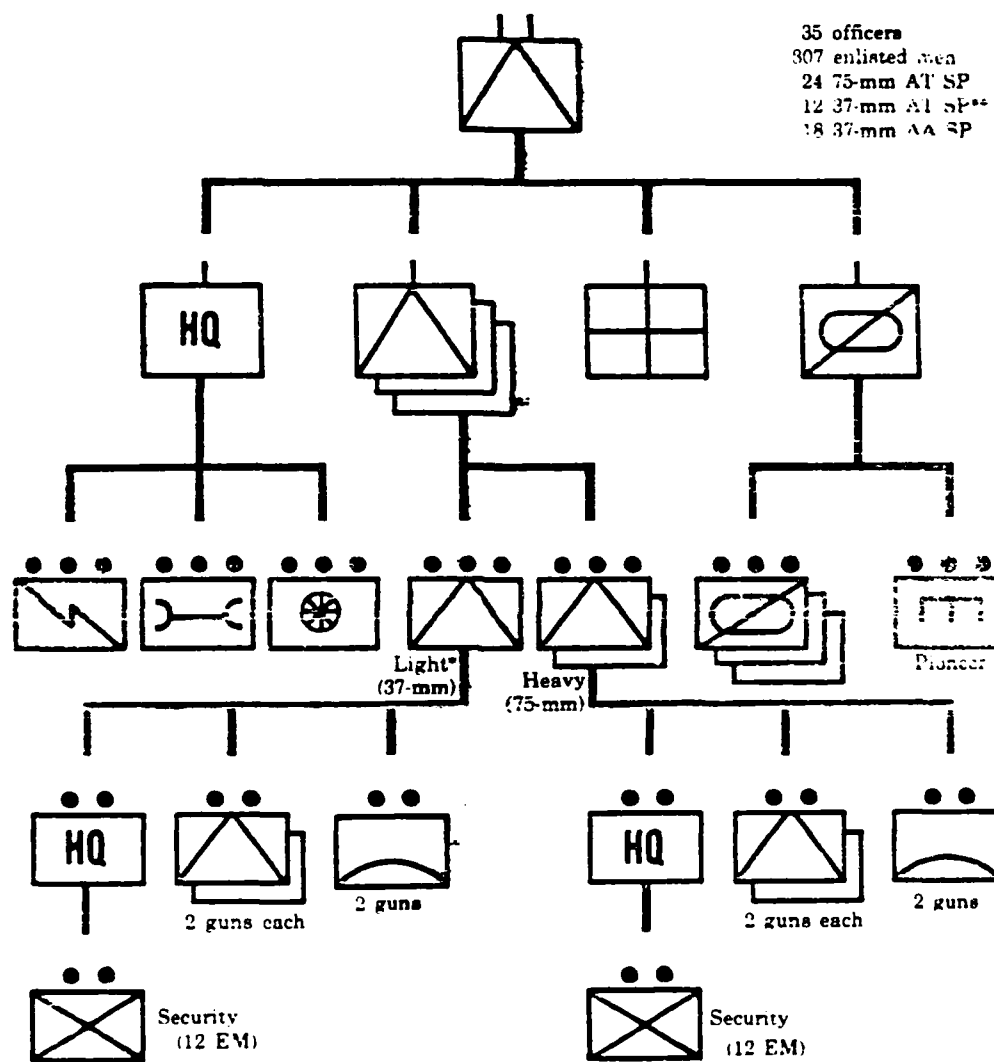 35 officers
307 enlisted men
24 75-mm AT SP
12 37-mm AT SP**
18 37-mm AA SP
HQ
Light*
(37-mm)
Heavy
(75-mm)
Pioneer
HQ
2 guns each
2 guns
HQ
2 guns each
2 guns
Security
(12 EM)
Security
(12 EM)